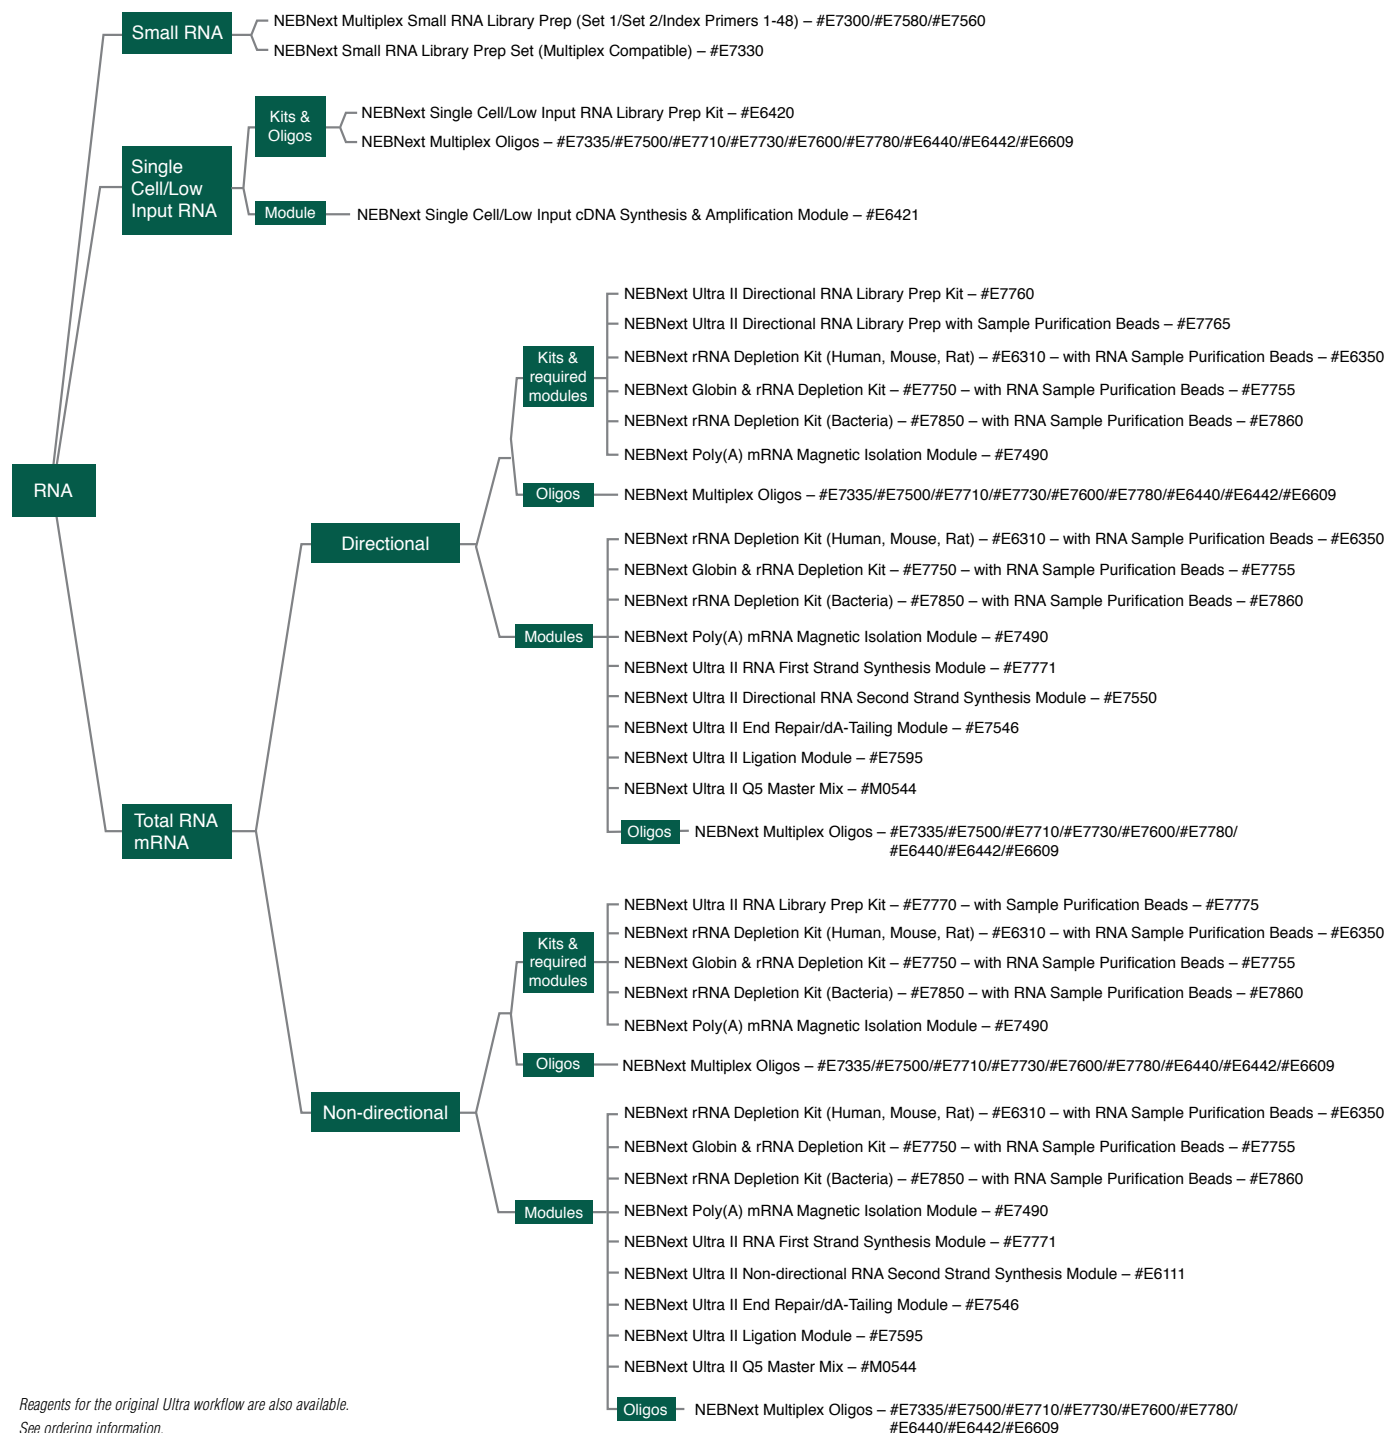 Small RNA
NEBNext Multiplex Small RNA Library Prep (Set 1/Set 2/Index Primers 1-48) – #E7300/#E7580/#E7560
NEBNext Small RNA Library Prep Set (Multiplex Compatible) – #E7330
Single
Cell/Low
Input RNA
Kits &
Oligos
NEBNext Single Cell/Low Input RNA Library Prep Kit – #E6420
NEBNext Multiplex Oligos – #E7335/#E7500/#E7710/#E7730/#E7600/#E7780/#E6440/#E6442/#E6609
Module
NEBNext Single Cell/Low Input cDNA Synthesis & Amplification Module – #E6421
RNA
Total RNA
mRNA
Directional
Kits &
required
modules
NEBNext Ultra II Directional RNA Library Prep Kit – #E7760
NEBNext Ultra II Directional RNA Library Prep with Sample Purification Beads – #E7765
NEBNext rRNA Depletion Kit (Human, Mouse, Rat) – #E6310 – with RNA Sample Purification Beads – #E6350
NEBNext Globin & rRNA Depletion Kit – #E7750 – with RNA Sample Purification Beads – #E7755
NEBNext rRNA Depletion Kit (Bacteria) – #E7850 – with RNA Sample Purification Beads – #E7860
NEBNext Poly(A) mRNA Magnetic Isolation Module – #E7490
Oligos
NEBNext Multiplex Oligos – #E7335/#E7500/#E7710/#E7730/#E7600/#E7780/#E6440/#E6442/#E6609
Modules
NEBNext rRNA Depletion Kit (Human, Mouse, Rat) – #E6310 – with RNA Sample Purification Beads – #E6350
NEBNext Globin & rRNA Depletion Kit – #E7750 – with RNA Sample Purification Beads – #E7755
NEBNext rRNA Depletion Kit (Bacteria) – #E7850 – with RNA Sample Purification Beads – #E7860
NEBNext Poly(A) mRNA Magnetic Isolation Module – #E7490
NEBNext Ultra II RNA First Strand Synthesis Module – #E7771
NEBNext Ultra II Directional RNA Second Strand Synthesis Module – #E7550
NEBNext Ultra II End Repair/dA-Tailing Module – #E7546
NEBNext Ultra II Ligation Module – #E7595
NEBNext Ultra II Q5 Master Mix – #M0544
Oligos
NEBNext Multiplex Oligos – #E7335/#E7500/#E7710/#E7730/#E7600/#E7780/
#E6440/#E6442/#E6609
Non-directional
Kits &
required
modules
NEBNext Ultra II RNA Library Prep Kit – #E7770 – with Sample Purification Beads – #E7775
NEBNext rRNA Depletion Kit (Human, Mouse, Rat) – #E6310 – with RNA Sample Purification Beads – #E6350
NEBNext Globin & rRNA Depletion Kit – #E7750 – with RNA Sample Purification Beads – #E7755
NEBNext rRNA Depletion Kit (Bacteria) – #E7850 – with RNA Sample Purification Beads – #E7860
NEBNext Poly(A) mRNA Magnetic Isolation Module – #E7490
Oligos
NEBNext Multiplex Oligos – #E7335/#E7500/#E7710/#E7730/#E7600/#E7780/#E6440/#E6442/#E6609
Modules
NEBNext rRNA Depletion Kit (Human, Mouse, Rat) – #E6310 – with RNA Sample Purification Beads – #E6350
NEBNext Globin & rRNA Depletion Kit – #E7750 – with RNA Sample Purification Beads – #E7755
NEBNext rRNA Depletion Kit (Bacteria) – #E7850 – with RNA Sample Purification Beads – #E7860
NEBNext Poly(A) mRNA Magnetic Isolation Module – #E7490
NEBNext Ultra II RNA First Strand Synthesis Module – #E7771
NEBNext Ultra II Non-directional RNA Second Strand Synthesis Module – #E6111
NEBNext Ultra II End Repair/dA-Tailing Module – #E7546
NEBNext Ultra II Ligation Module – #E7595
NEBNext Ultra II Q5 Master Mix – #M0544
Oligos
NEBNext Multiplex Oligos – #E7335/#E7500/#E7710/#E7730/#E7600/#E7780/
#E6440/#E6442/#E6609
Reagents for the original Ultra workflow are also available.
See ordering information.